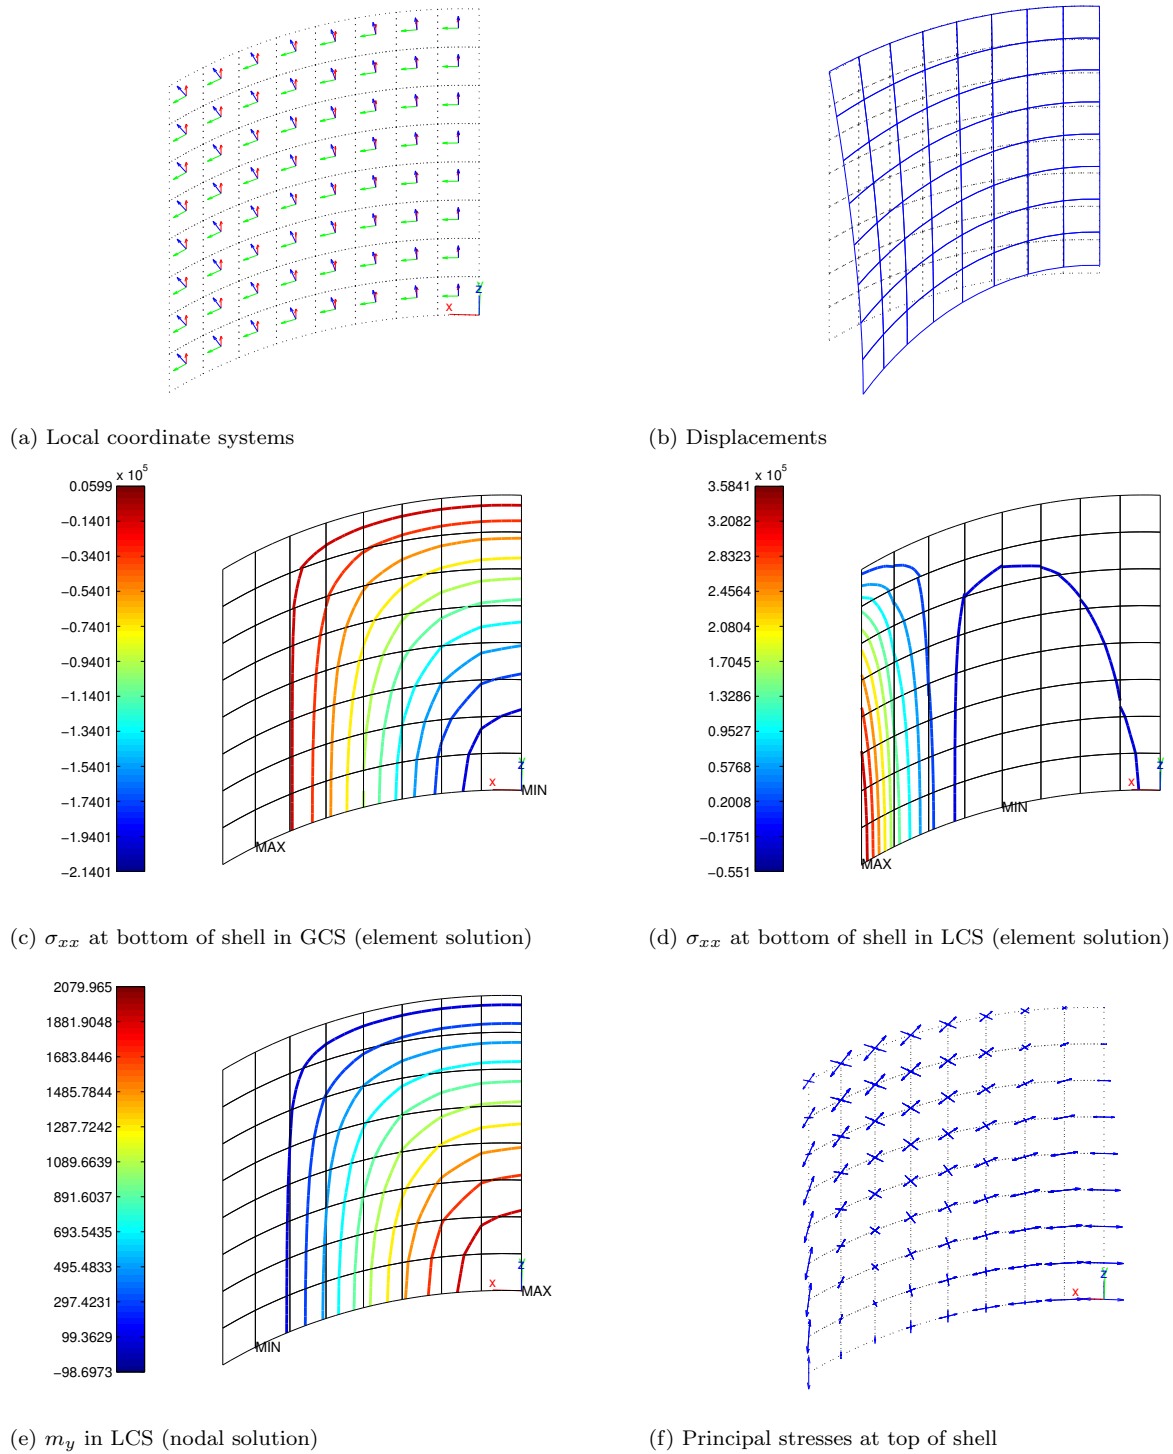 z
x
(a) Local coordinate systems
(b) Displacements
x 10^5
0.0599
−0.1401
−0.3401
−0.5401
−0.7401
−0.9401
−1.1401
−1.3401
−1.5401
−1.7401
−1.9401
−2.1401
z
x
MIN
MAX
x 10^5
3.5841
3.2082
2.8323
2.4564
2.0804
1.7045
1.3286
0.9527
0.5768
0.2008
−0.1751
−0.551
z
x
MIN
MAX
(c) σ_xx at bottom of shell in GCS (element solution)
(d) σ_xx at bottom of shell in LCS (element solution)
2079.965
1881.9048
1683.8446
1485.7844
1287.7242
1089.6639
891.6037
693.5435
495.4833
297.4231
99.3629
−98.6973
z
x
MAX
MIN
z
x
(e) m_y in LCS (nodal solution)
(f) Principal stresses at top of shell